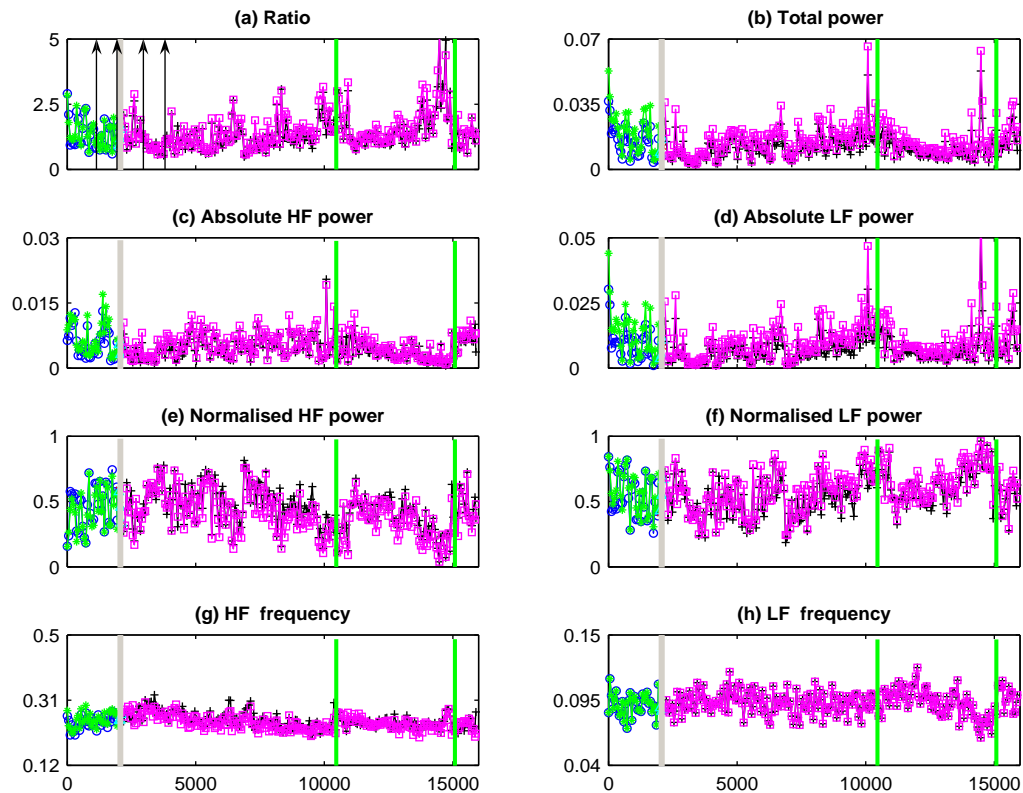 (a) Ratio
5
2.5
0
(b) Total power
0.07
0.035
0
(c) Absolute HF power
0.03
0.015
0
(d) Absolute LF power
0.05
0.025
0
(e) Normalised HF power
1
0.5
0
(f) Normalised LF power
1
0.5
0
(g) HF frequency
0.5
0.31
0.12
0 5000 10000 15000
(h) LF frequency
0.15
0.095
0.04
0 5000 10000 15000